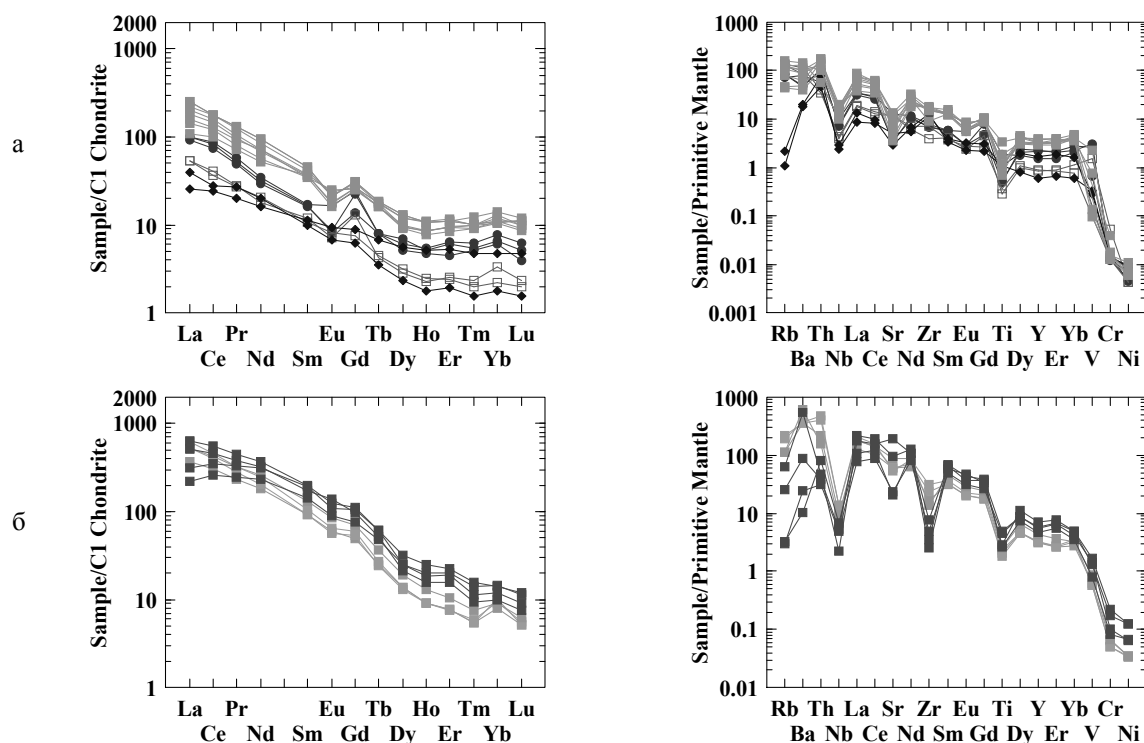 а
Sample/C1 Chondrite
2000
1000
100
10
1
La Pr Sm Eu Tb Ho Tm Lu
Ce Nd Gd Dy Er Yb
Sample/Primitive Mantle
1000
100
10
1
0.1
0.01
0.001
Rb Th La Sr Zr Eu Ti Y Yb Cr
Ba Nb Ce Nd Sm Gd Dy Er V Ni
б
Sample/C1 Chondrite
2000
1000
100
10
1
La Pr Sm Eu Tb Ho Tm Lu
Ce Nd Gd Dy Er Yb
Sample/Primitive Mantle
1000
100
10
1
0.1
0.01
Rb Th La Sr Zr Eu Ti Y Yb Cr
Ba Nb Ce Nd Sm Gd Dy Er V Ni